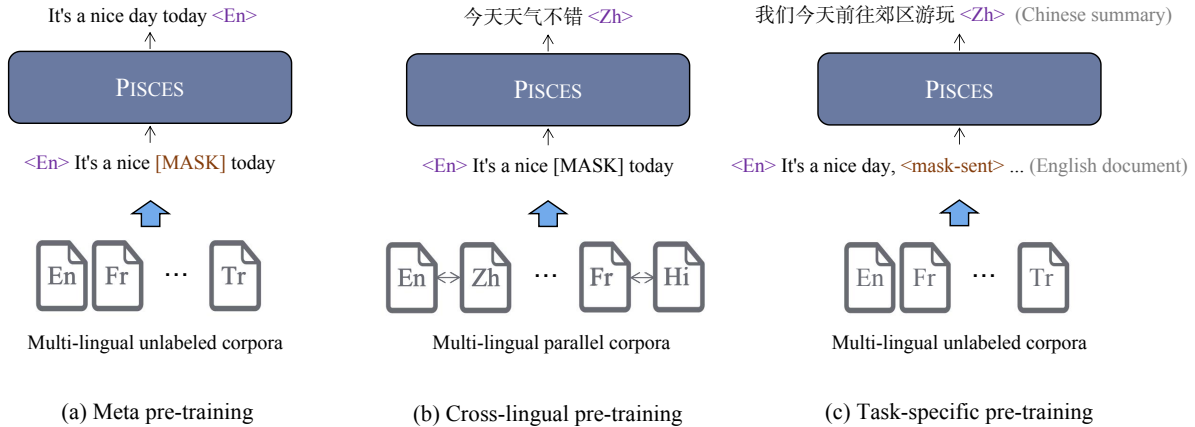 It's a nice day today <En>
PISCES
<En> It's a nice [MASK] today
En Fr ... Tr
Multi-lingual unlabeled corpora
(a) Meta pre-training
今天天气不错 <Zh>
PISCES
<En> It's a nice [MASK] today
En Zh ... Fr Hi
Multi-lingual parallel corpora
(b) Cross-lingual pre-training
我们今天前往郊区游玩 <Zh> (Chinese summary)
PISCES
<En> It's a nice day, <mask-sent> ... (English document)
En Fr ... Tr
Multi-lingual unlabeled corpora
(c) Task-specific pre-training